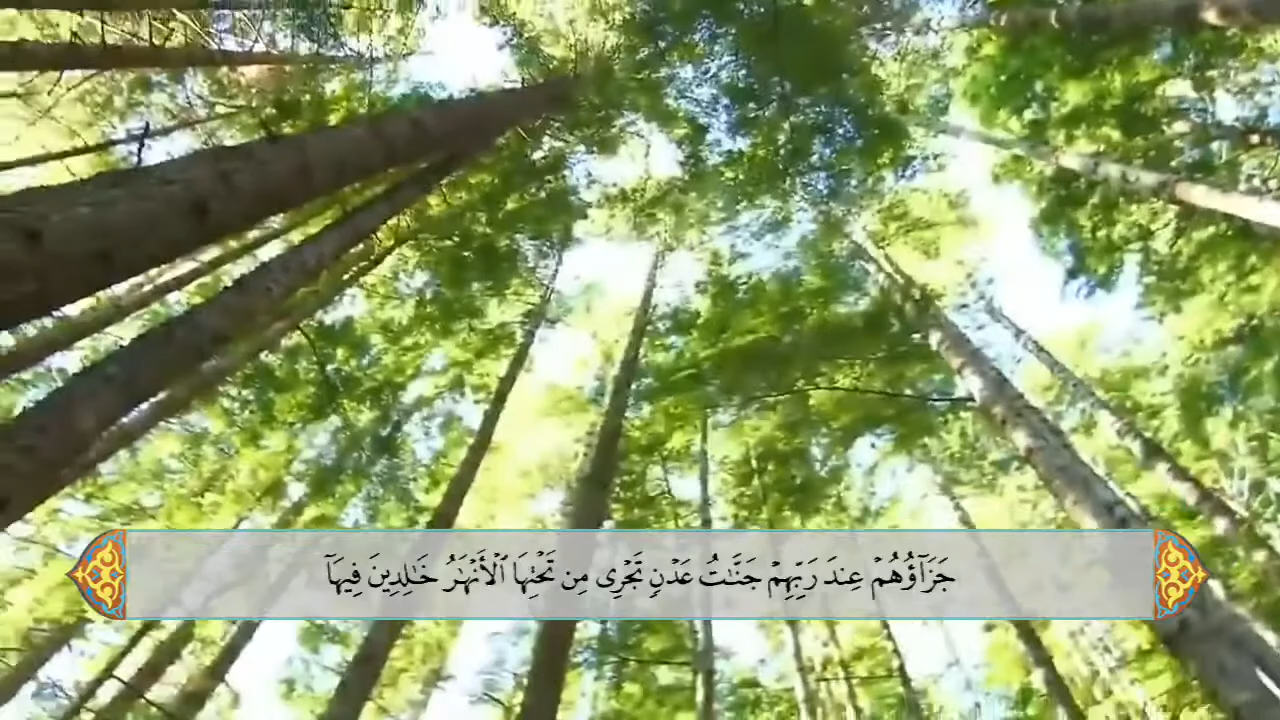 جَزَآؤُهُمۡ عِندَ رَبِّهِمۡ جَنَّٰتُ عَدۡنٖ تَجۡرِي مِن تَحۡتِهَا ٱلۡأَنۡهَٰرُ خَٰلِدِينَ فِيهَآ